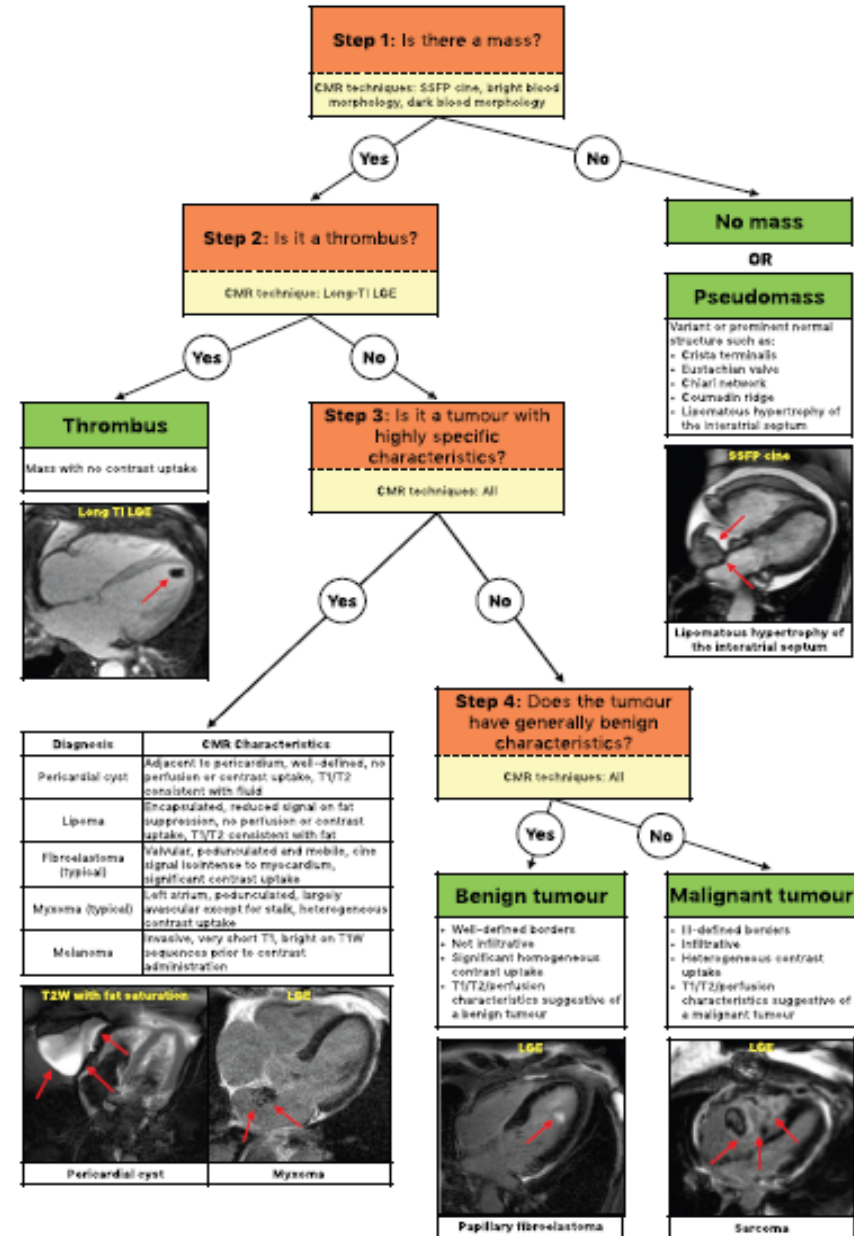 Step 1: Is there a mass?
CMR techniques: SSFP cine, bright blood
morphology, dark blood morphology
Yes
No
Step 2: Is it a thrombus?
CMR technique: Long-TI LGE
No mass
OR
Pseudomass
Variant or prominent normal
structure such as:
- Crista terminalis
- Eustachian valve
- Chiari network
- Coumadin ridge
- Lipomatous hypertrophy of
the interatrial septum
SSFP cine
Lipomatous hypertrophy of
the interatrial septum
Yes
No
Thrombus
Mass with no contrast uptake
Long TI LGE
Step 3: Is it a tumour with
highly specific
characteristics?
CMR techniques: All
Yes
No
Diagnosis
CMR Characteristics
Pericardial cyst
Adjacent to pericardium, well-defined, no
perfusion or contrast uptake, T1/T2
consistent with fluid
Lipoma
Encapsulated, reduced signal on fat
suppression, no perfusion or contrast
uptake, T1/T2 consistent with fat
Fibroelastoma
(typical)
Valvular, pedunculated and mobile, cine
signal isointense to myocardium,
significant contrast uptake
Myxoma (typical)
Left atrium, pedunculated, largely
avascular except for stalk, heterogeneous
contrast uptake
Melanoma
Invasive, very short T1, bright on T1W
sequences prior to contrast
administration
T2W with fat saturation
LGE
Pericardial cyst
Myxoma
Step 4: Does the tumour
have generally benign
characteristics?
CMR techniques: All
Yes
No
Benign tumour
- Well-defined borders
- Not infiltrative
- Significant homogeneous
contrast uptake
- T1/T2/perfusion
characteristics suggestive of
a benign tumour
LGE
Papillary fibroelastoma
Malignant tumour
- Ill-defined borders
- Infiltrative
- Heterogeneous contrast
uptake
- T1/T2/perfusion
characteristics suggestive of
a malignant tumour
LGE
Sarcoma